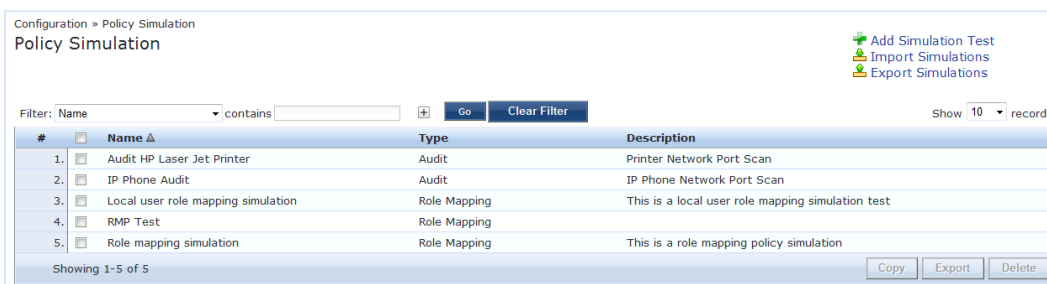 Configuration » Policy Simulation
Policy Simulation
Add Simulation Test
Import Simulations
Export Simulations
Filter: Name contains + Go Clear Filter Show 10 record
# Name Type Description
1. Audit HP Laser Jet Printer Audit Printer Network Port Scan
2. IP Phone Audit Audit IP Phone Network Port Scan
3. Local user role mapping simulation Role Mapping This is a local user role mapping simulation test
4. RMP Test Role Mapping
5. Role mapping simulation Role Mapping This is a role mapping policy simulation
Showing 1-5 of 5 Copy Export Delete